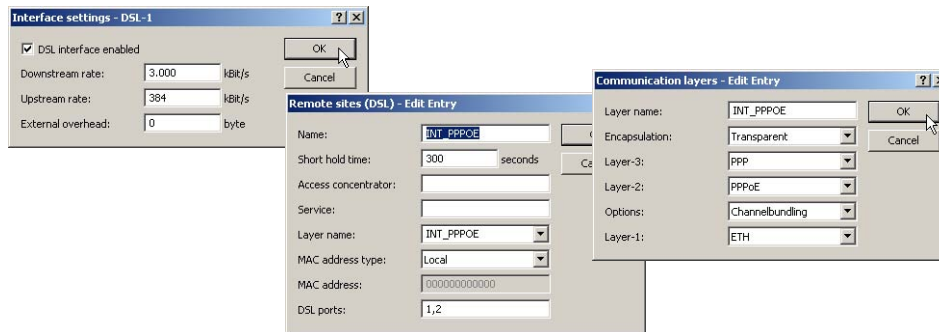 Interface settings - DSL-1
DSL interface enabled
OK
Downstream rate: 3.000 kBit/s
Cancel
Upstream rate: 384 kBit/s
External overhead: 0 byte
Remote sites (DSL) - Edit Entry
Name: INT_PPPOE
Short hold time: 300 seconds
Access concentrator:
Service:
Layer name: INT_PPPOE
MAC address type: Local
MAC address: 000000000000
DSL ports: 1,2
Communication layers - Edit Entry
Layer name: INT_PPPOE
OK
Encapsulation: Transparent
Cancel
Layer-3: PPP
Layer-2: PPPoE
Options: Channelbundling
Layer-1: ETH